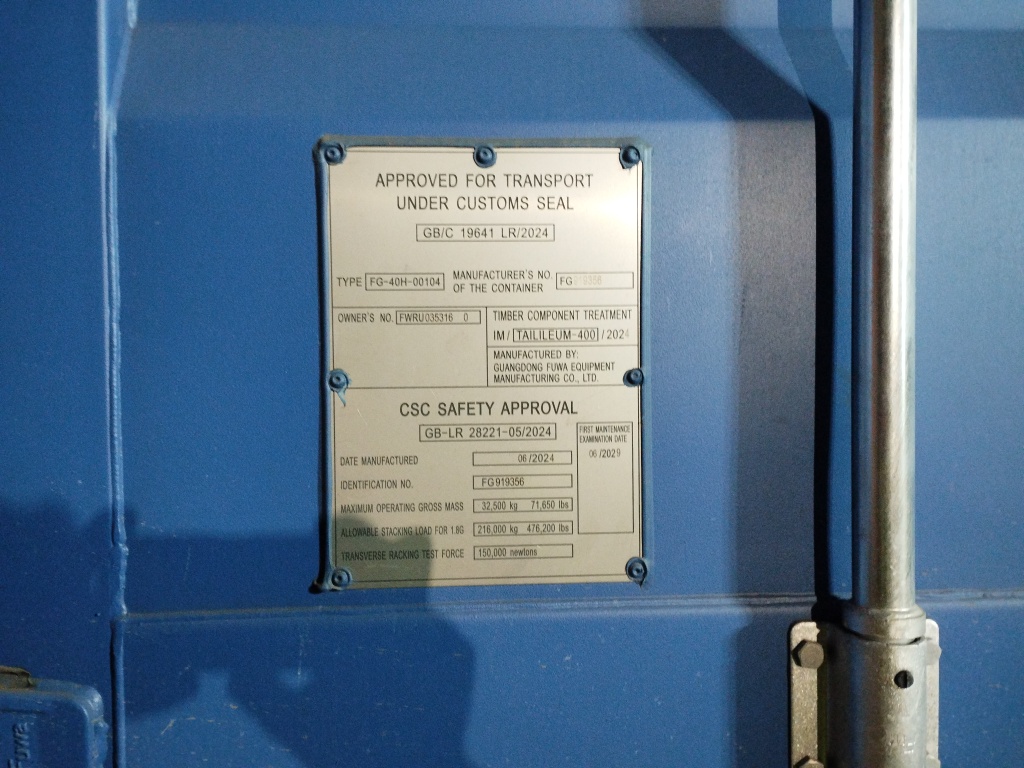 APPROVED FOR TRANSPORT
UNDER CUSTOMS SEAL
GB/C 19641 LR/2024
TYPE FG-40H-00104 MANUFACTURER'S NO. OF THE CONTAINER FG
OWNER'S NO. FWRU035316 0
TIMBER COMPONENT TREATMENT
IM / TAILILEUM-400 / 2024
MANUFACTURED BY:
GUANGDONG FUWA EQUIPMENT
MANUFACTURING CO., LTD.
CSC SAFETY APPROVAL
GB-LR 28221-05/2024
FIRST MAINTENANCE
EXAMINATION DATE
06 /2029
DATE MANUFACTURED 06 /2024
IDENTIFICATION NO. FG919356
MAXIMUM OPERATING GROSS MASS 32,500 kg 71,650 lbs
ALLOWABLE STACKING LOAD FOR 1.8G 216,000 kg 476,200 lbs
TRANSVERSE RACKING TEST FORCE 150,000 newtons
Fuwa